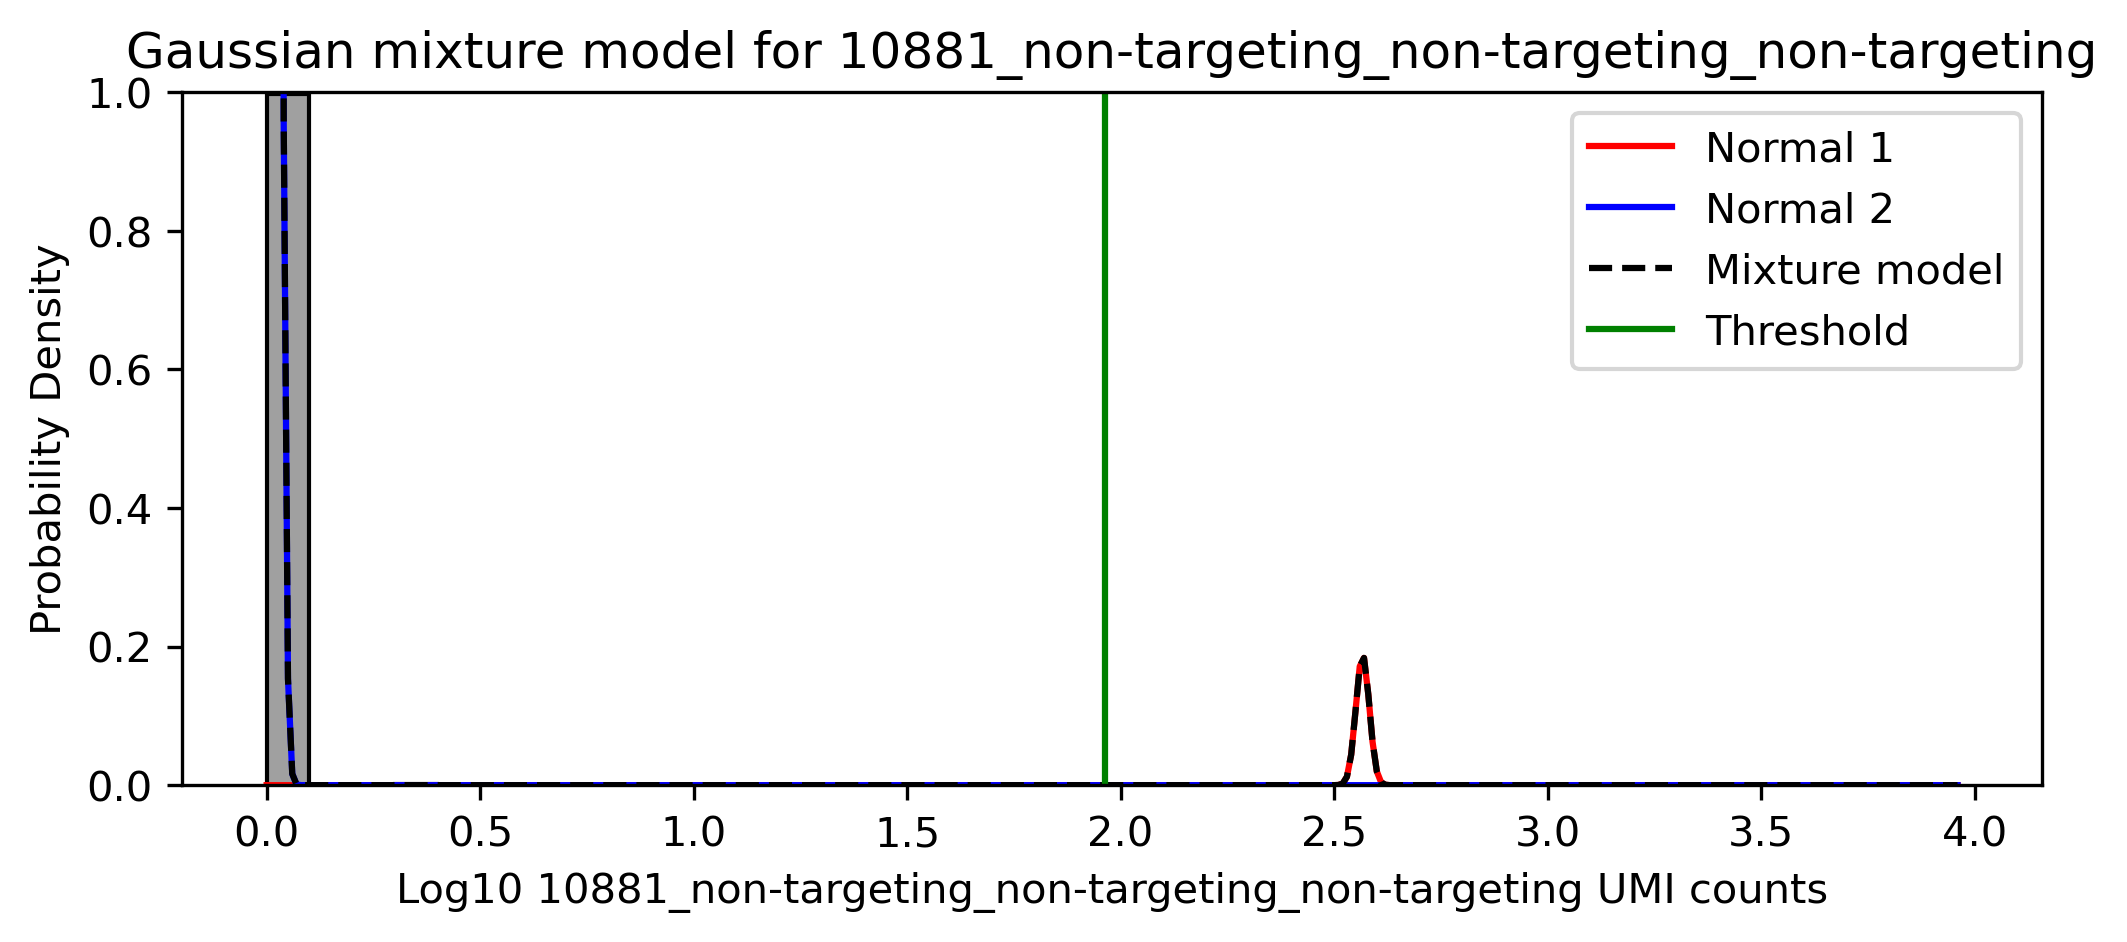 Gaussian mixture model for 10881_non-targeting_non-targeting_non-targeting
1.0
0.8
0.6
0.4
0.2
0.0
Probability Density
Normal 1
Normal 2
Mixture model
Threshold
0.0 0.5 1.0 1.5 2.0 2.5 3.0 3.5 4.0
Log10 10881_non-targeting_non-targeting_non-targeting UMI counts